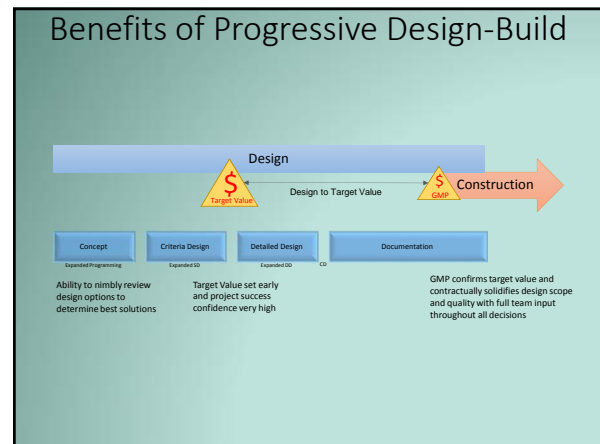 Benefits of Progressive Design-Build
Design
$
Target Value
Design to Target Value
$
GMP
Construction
Concept
Criteria Design
Detailed Design
Documentation
Expanded Programming
Expanded SD
Expanded DD
CD
Ability to nimbly review
design options to
determine best solutions
Target Value set early
and project success
confidence very high
GMP confirms target value and
contractually solidifies design scope
and quality with full team input
throughout all decisions